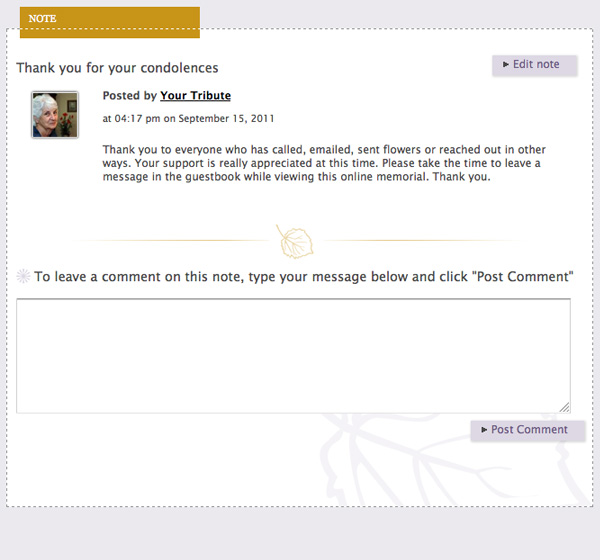 NOTE
Thank you for your condolences
Edit note
Posted by Your Tribute
at 04:17 pm on September 15, 2011
Thank you to everyone who has called, emailed, sent flowers or reached out in other
ways. Your support is really appreciated at this time. Please take the time to leave a
message in the guestbook while viewing this online memorial. Thank you.
To leave a comment on this note, type your message below and click "Post Comment"
Post Comment